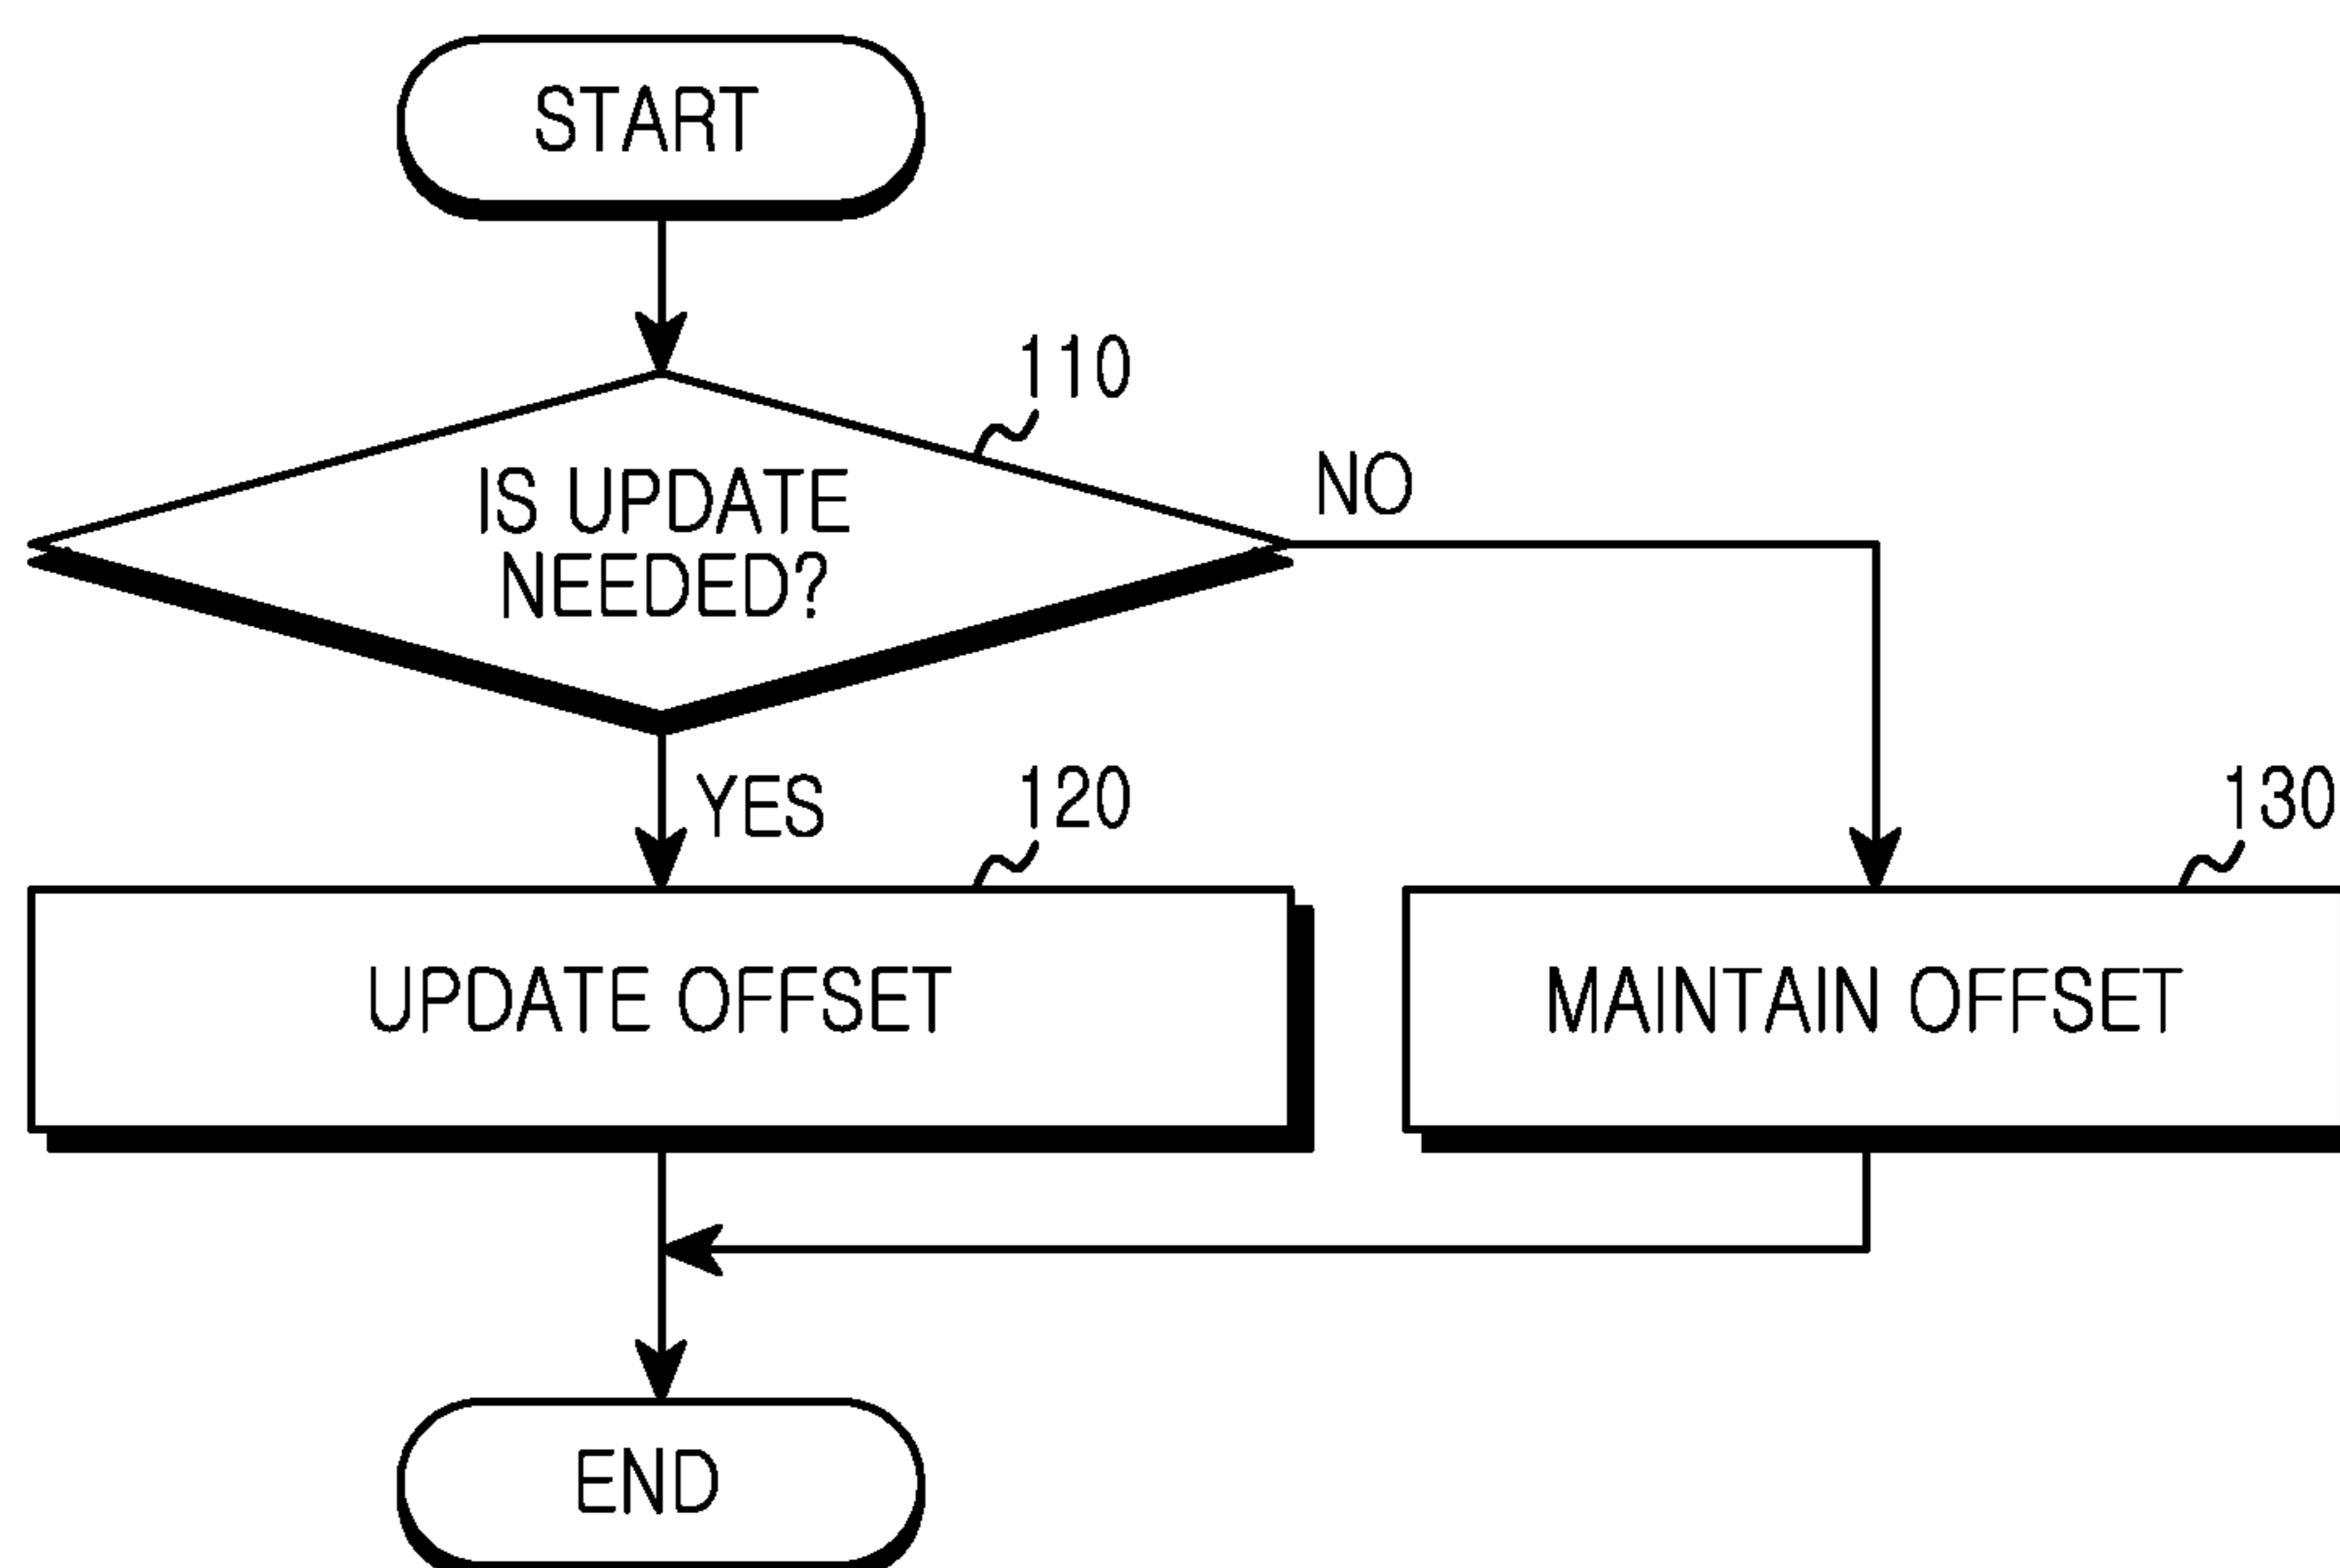 START
110
IS UPDATE
NEEDED?
NO
YES
120
130
UPDATE OFFSET
MAINTAIN OFFSET
END